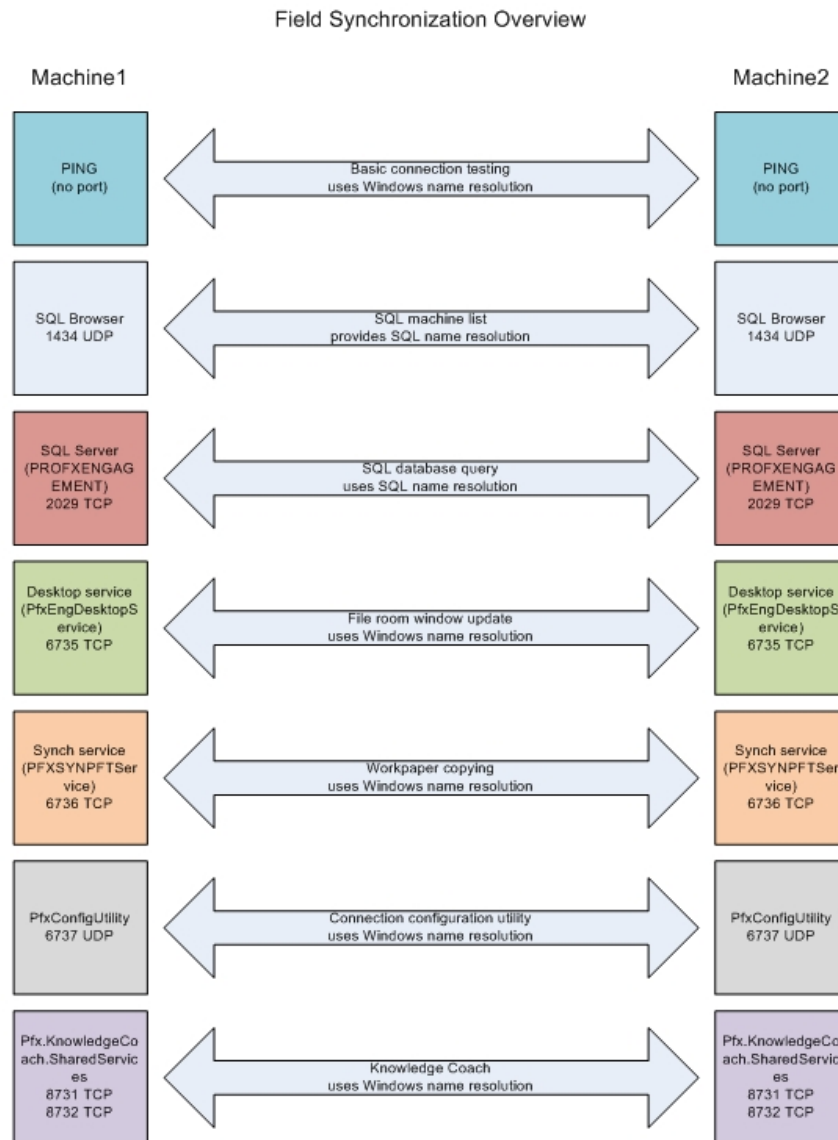 Field Synchronization Overview
Machine1
Machine2
PING
(no port)
Basic connection testing
uses Windows name resolution
PING
(no port)
SQL Browser
1434 UDP
SQL machine list
provides SQL name resolution
SQL Browser
1434 UDP
SQL Server
(PROFXENGAG
EMENT)
2029 TCP
SQL database query
uses SQL name resolution
SQL Server
(PROFXENGAG
EMENT)
2029 TCP
Desktop service
(PfxEngDesktopS
ervice)
6735 TCP
File room window update
uses Windows name resolution
Desktop service
(PfxEngDesktopS
ervice)
6735 TCP
Synch service
(PFXSYNPFTSer
vice)
6736 TCP
Workpaper copying
uses Windows name resolution
Synch service
(PFXSYNPFTSer
vice)
6736 TCP
PfxConfigUtility
6737 UDP
Connection configuration utility
uses Windows name resolution
PfxConfigUtility
6737 UDP
Pfx.KnowledgeCo
ach.SharedServic
es
8731 TCP
8732 TCP
Knowledge Coach
uses Windows name resolution
Pfx.KnowledgeCo
ach.SharedServic
es
8731 TCP
8732 TCP